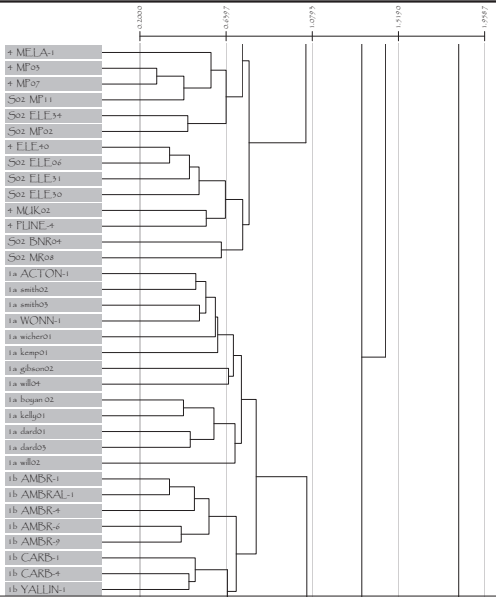 0.2000
0.6397
1.0793
1.5190
1.9587
4 MELA-1
4 MP03
4 MP07
S02 MP11
S02 ELE34
S02 MP02
4 ELE40
S02 ELE06
S02 ELE31
S02 ELE30
4 MUK02
4 PUNE-4
S02 BNR04
S02 MR08
1a ACTON-1
1a smith02
1a smith03
1a WONN-1
1a wicher01
1a kemp01
1a gibson02
1a will04
1a boyan 02
1a kelly01
1a dard01
1a dard03
1a will02
1b AMBR-1
1b AMBRAL-1
1b AMBR-4
1b AMBR-6
1b AMBR-9
1b CARB-1
1b CARB-4
1b YALLIN-1